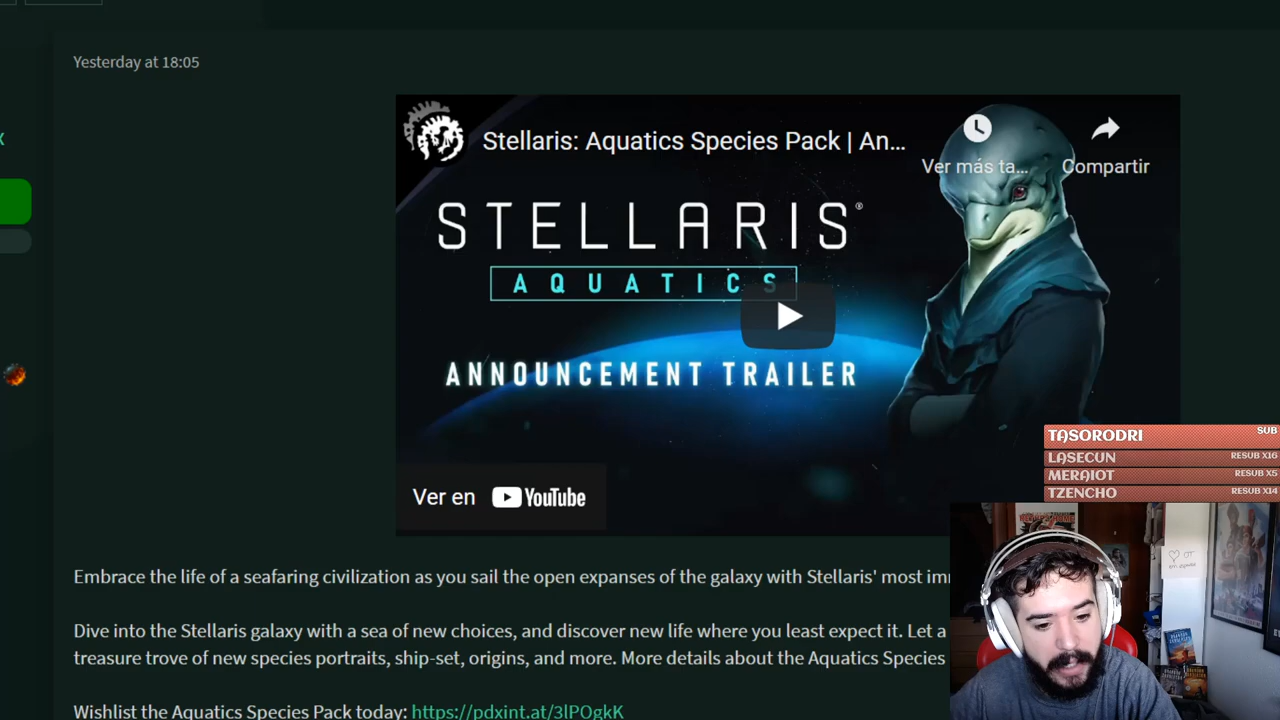 Yesterday at 18:05
Stellaris: Aquatics Species Pack | An...
Ver más ta...
Compartir
STELLARIS®
AQUATICS
ANNOUNCEMENT TRAILER
Ver en YouTube
TASORODRI SUB
LASECUN RESUB X16
MERAIOT RESUB X5
TZENCHO RESUB X14
Embrace the life of a seafaring civilization as you sail the open expanses of the galaxy with Stellaris' most
Dive into the Stellaris galaxy with a sea of new choices, and discover new life where you least expect it. Let a
treasure trove of new species portraits, ship-set, origins, and more. More details about the Aquatics Species
Wishlist the Aquatics Species Pack today: https://pdxint.at/3lPOgkK